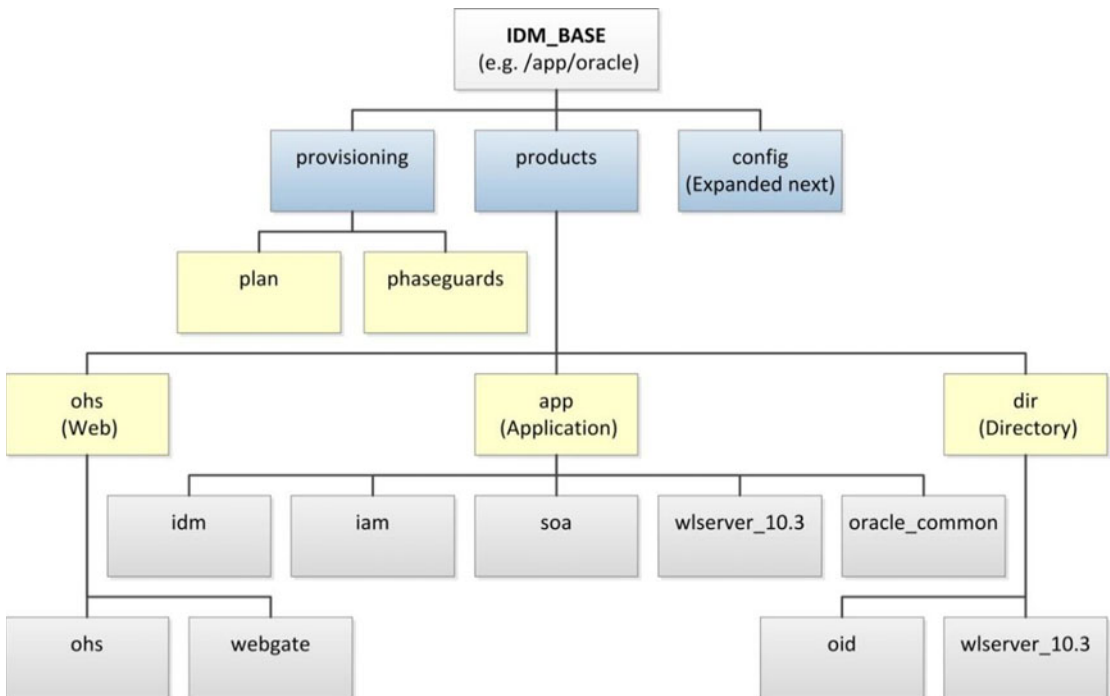 IDM_BASE
(e.g. /app/oracle)
provisioning
products
config
(Expanded next)
plan
phaseguards
ohs
(Web)
app
(Application)
dir
(Directory)
idm
iam
soa
wlserver_10.3
oracle_common
ohs
webgate
oid
wlserver_10.3